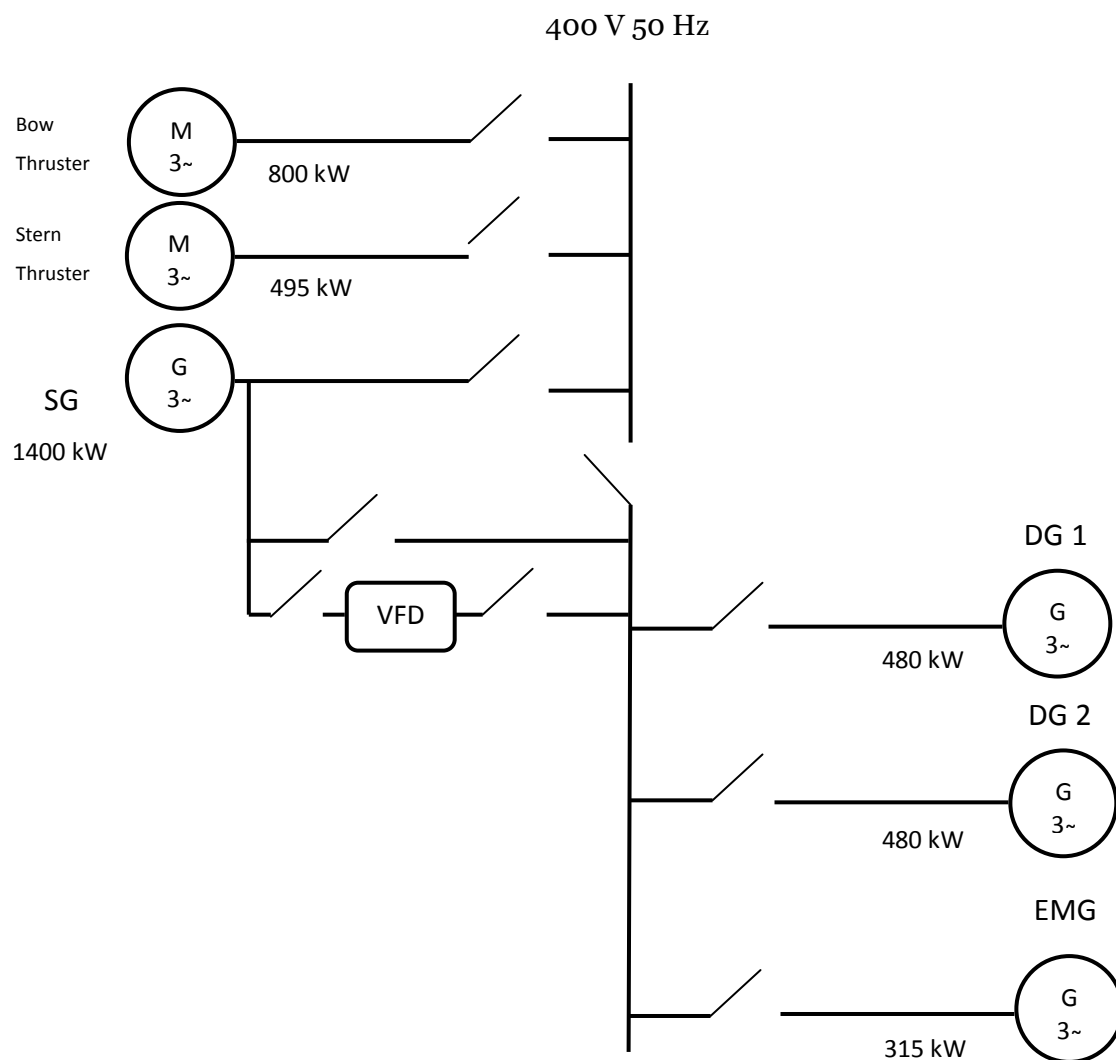 400 V 50 Hz
Bow
Thruster
M
3~
800 kW
Stern
Thruster
M
3~
495 kW
SG
1400 kW
G
3~
VFD
DG 1
G
3~
480 kW
DG 2
G
3~
480 kW
EMG
G
3~
315 kW